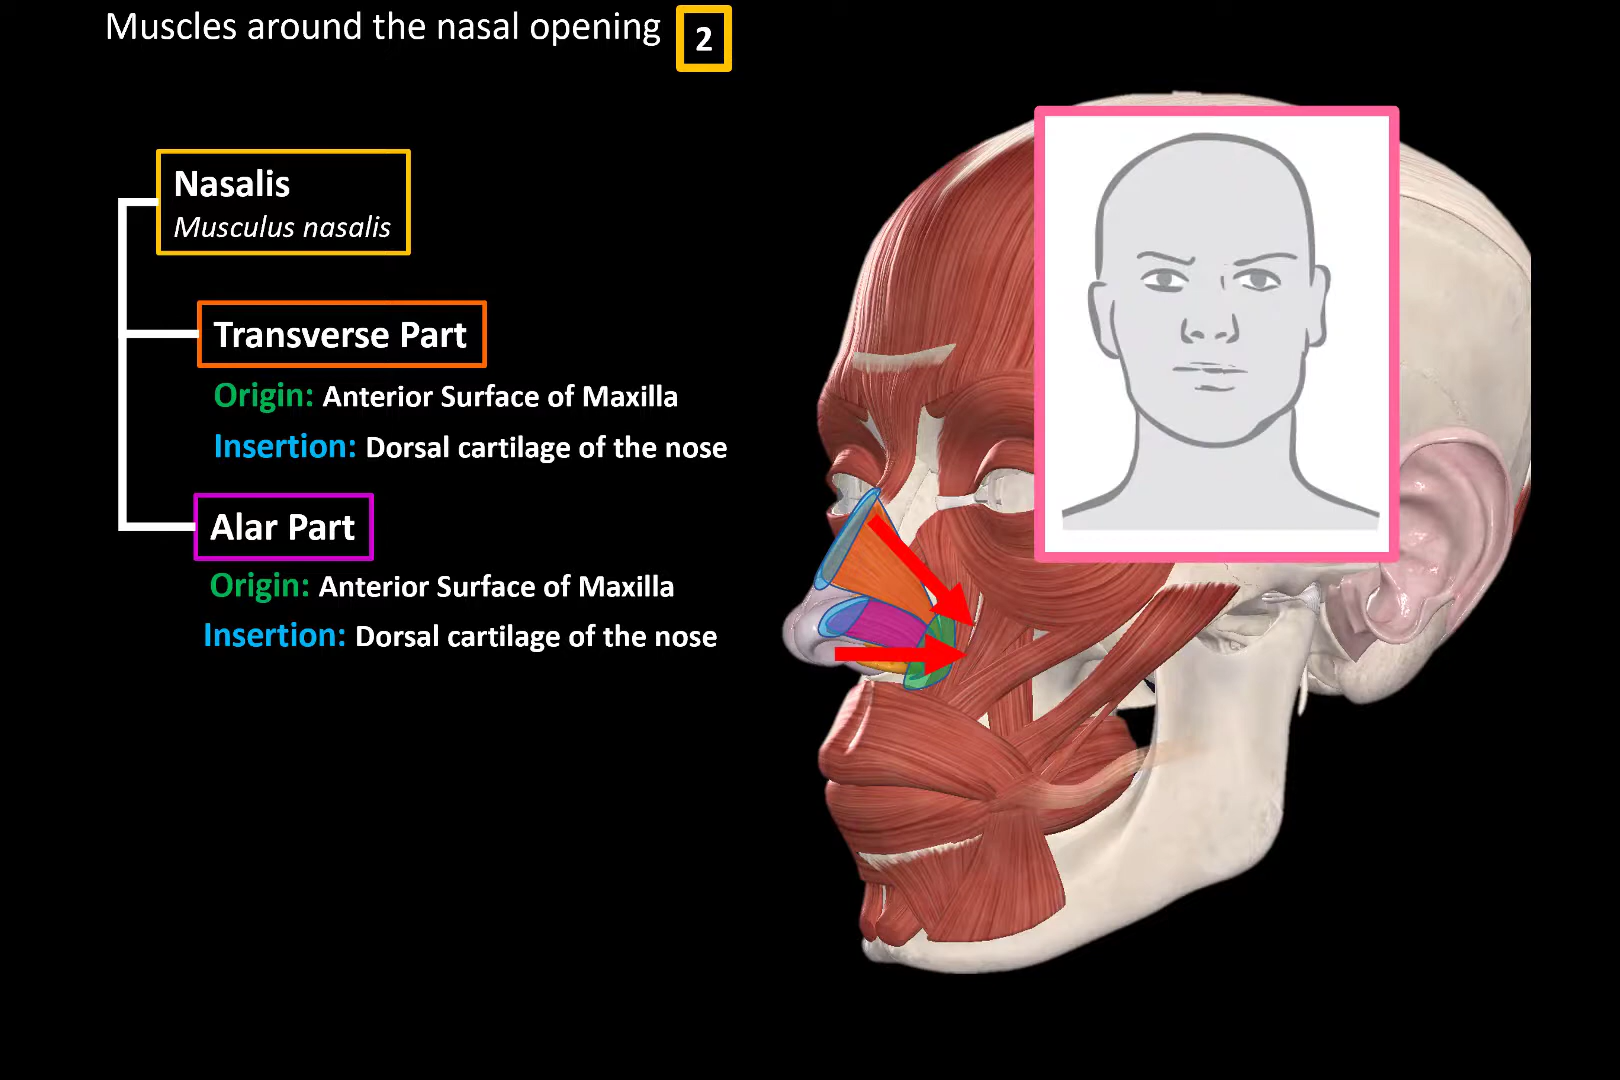 Muscles around the nasal opening 2
Nasalis
Musculus nasalis
Transverse Part
Origin: Anterior Surface of Maxilla
Insertion: Dorsal cartilage of the nose
Alar Part
Origin: Anterior Surface of Maxilla
Insertion: Dorsal cartilage of the nose